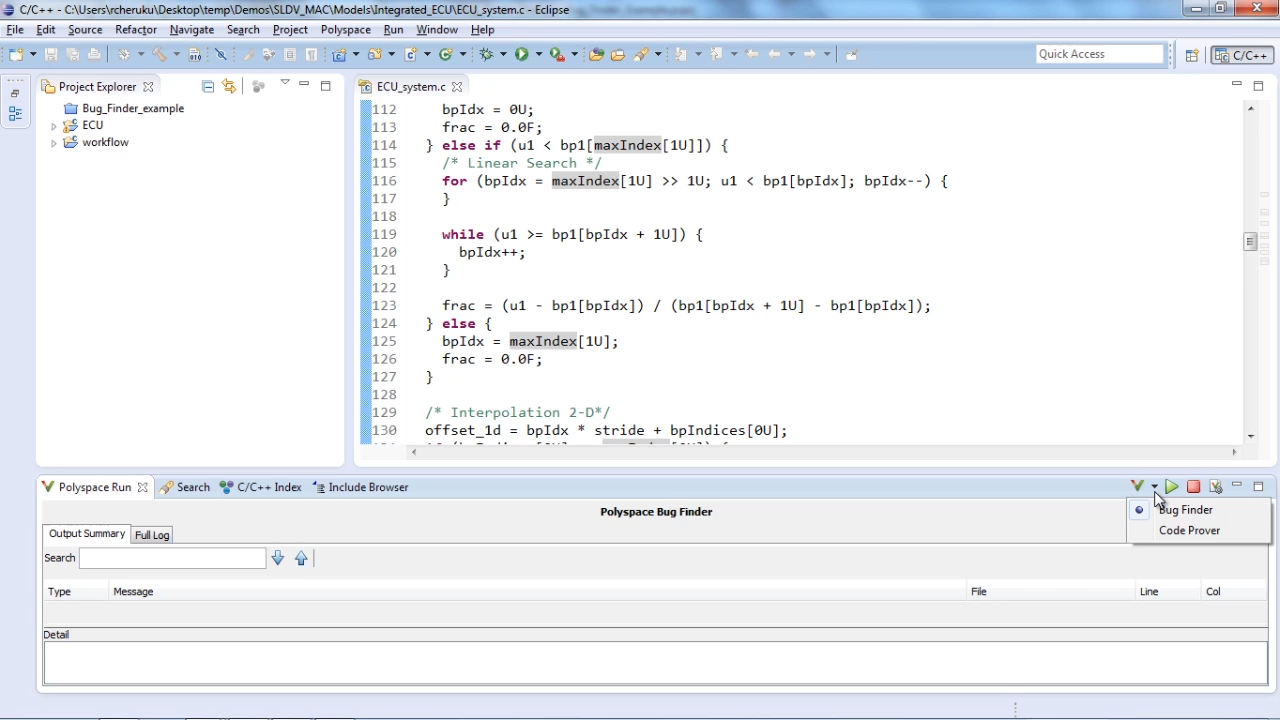 C/C++ - C:\Users\rcheruku\Desktop\temp\Demos\SLDV_MAC\Models\Integrated_ECU\ECU_system.c - Eclipse
File Edit Source Refactor Navigate Search Project Polyspace Run Window Help
Quick Access
C/C++
Project Explorer
Bug_Finder_example
ECU
workflow
ECU_system.c
112 bpIdx = 0U;
113 frac = 0.0F;
114 } else if (u1 < bp1[maxIndex[1U]]) {
115 /* Linear Search */
116 for (bpIdx = maxIndex[1U] >> 1U; u1 < bp1[bpIdx]; bpIdx--) {
117 }
118
119 while (u1 >= bp1[bpIdx + 1U]) {
120 bpIdx++;
121 }
122
123 frac = (u1 - bp1[bpIdx]) / (bp1[bpIdx + 1U] - bp1[bpIdx]);
124 } else {
125 bpIdx = maxIndex[1U];
126 frac = 0.0F;
127 }
128
129 /* Interpolation 2-D*/
130 offset_1d = bpIdx * stride + bpIndices[0U];
Polyspace Run Search C/C++ Index Include Browser
Polyspace Bug Finder
Bug Finder
Code Prover
Output Summary Full Log
Search
Type Message File Line Col
Detail